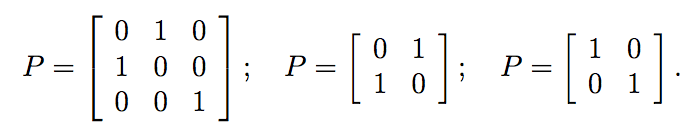 P = [ 0 1 0
1 0 0
0 0 1 ] ; P = [ 0 1
1 0 ] ; P = [ 1 0
0 1 ] .